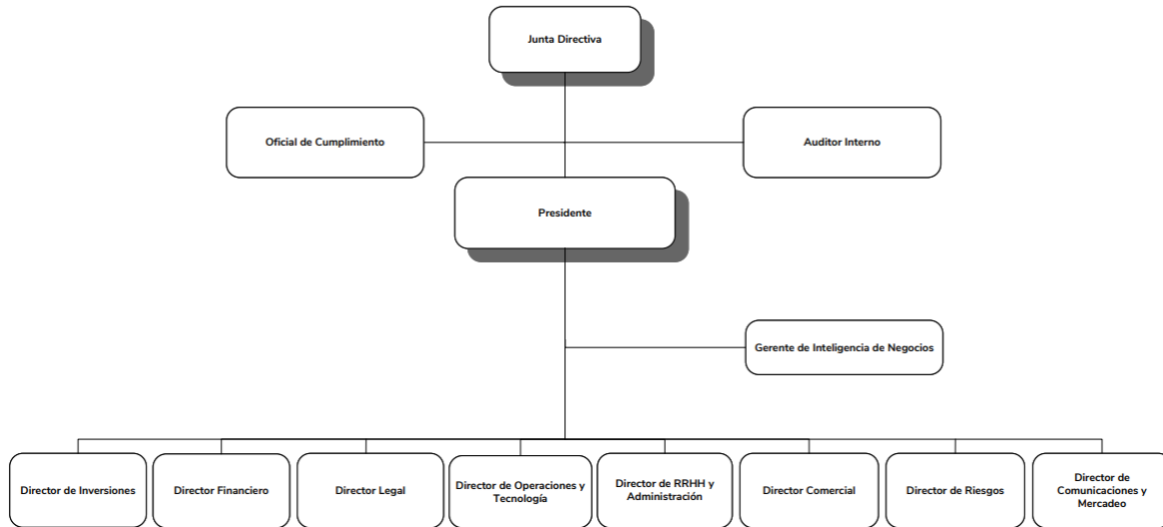 Junta Directiva
Oficial de Cumplimiento
Auditor Interno
Presidente
Gerente de Inteligencia de Negocios
Director de Inversiones
Director Financiero
Director Legal
Director de Operaciones y
Tecnología
Director de RRHH y
Administración
Director Comercial
Director de Riesgos
Director de
Comunicaciones y
Mercadeo